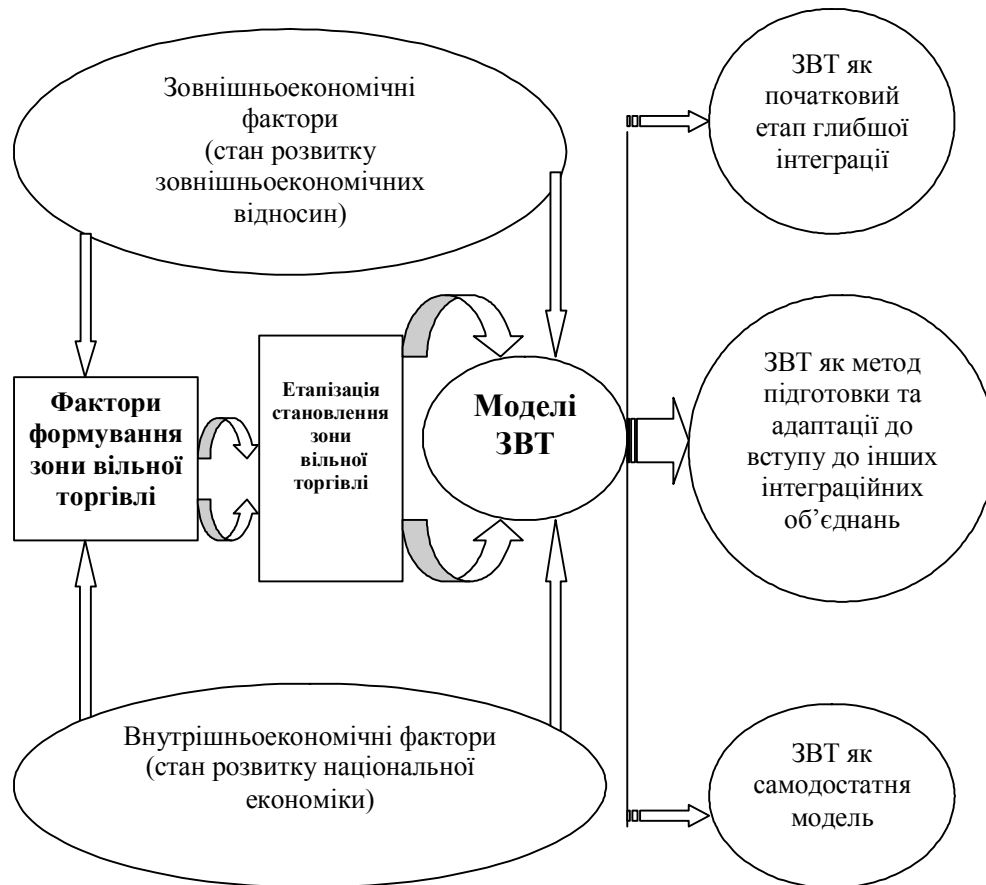 Зовнішньоекономічні
фактори
(стан розвитку
зовнішньоекономічних
відносин)
ЗВТ як
початковий
етап глибшої
інтеграції
Фактори
формування
зони вільної
торгівлі
Етапізація
становлення
зони
вільної
торгівлі
Моделі
ЗВТ
ЗВТ як метод
підготовки та
адаптації до
вступу до інших
інтеграційних
об’єднань
Внутрішньоекономічні фактори
(стан розвитку національної
економіки)
ЗВТ як
самодостатня
модель